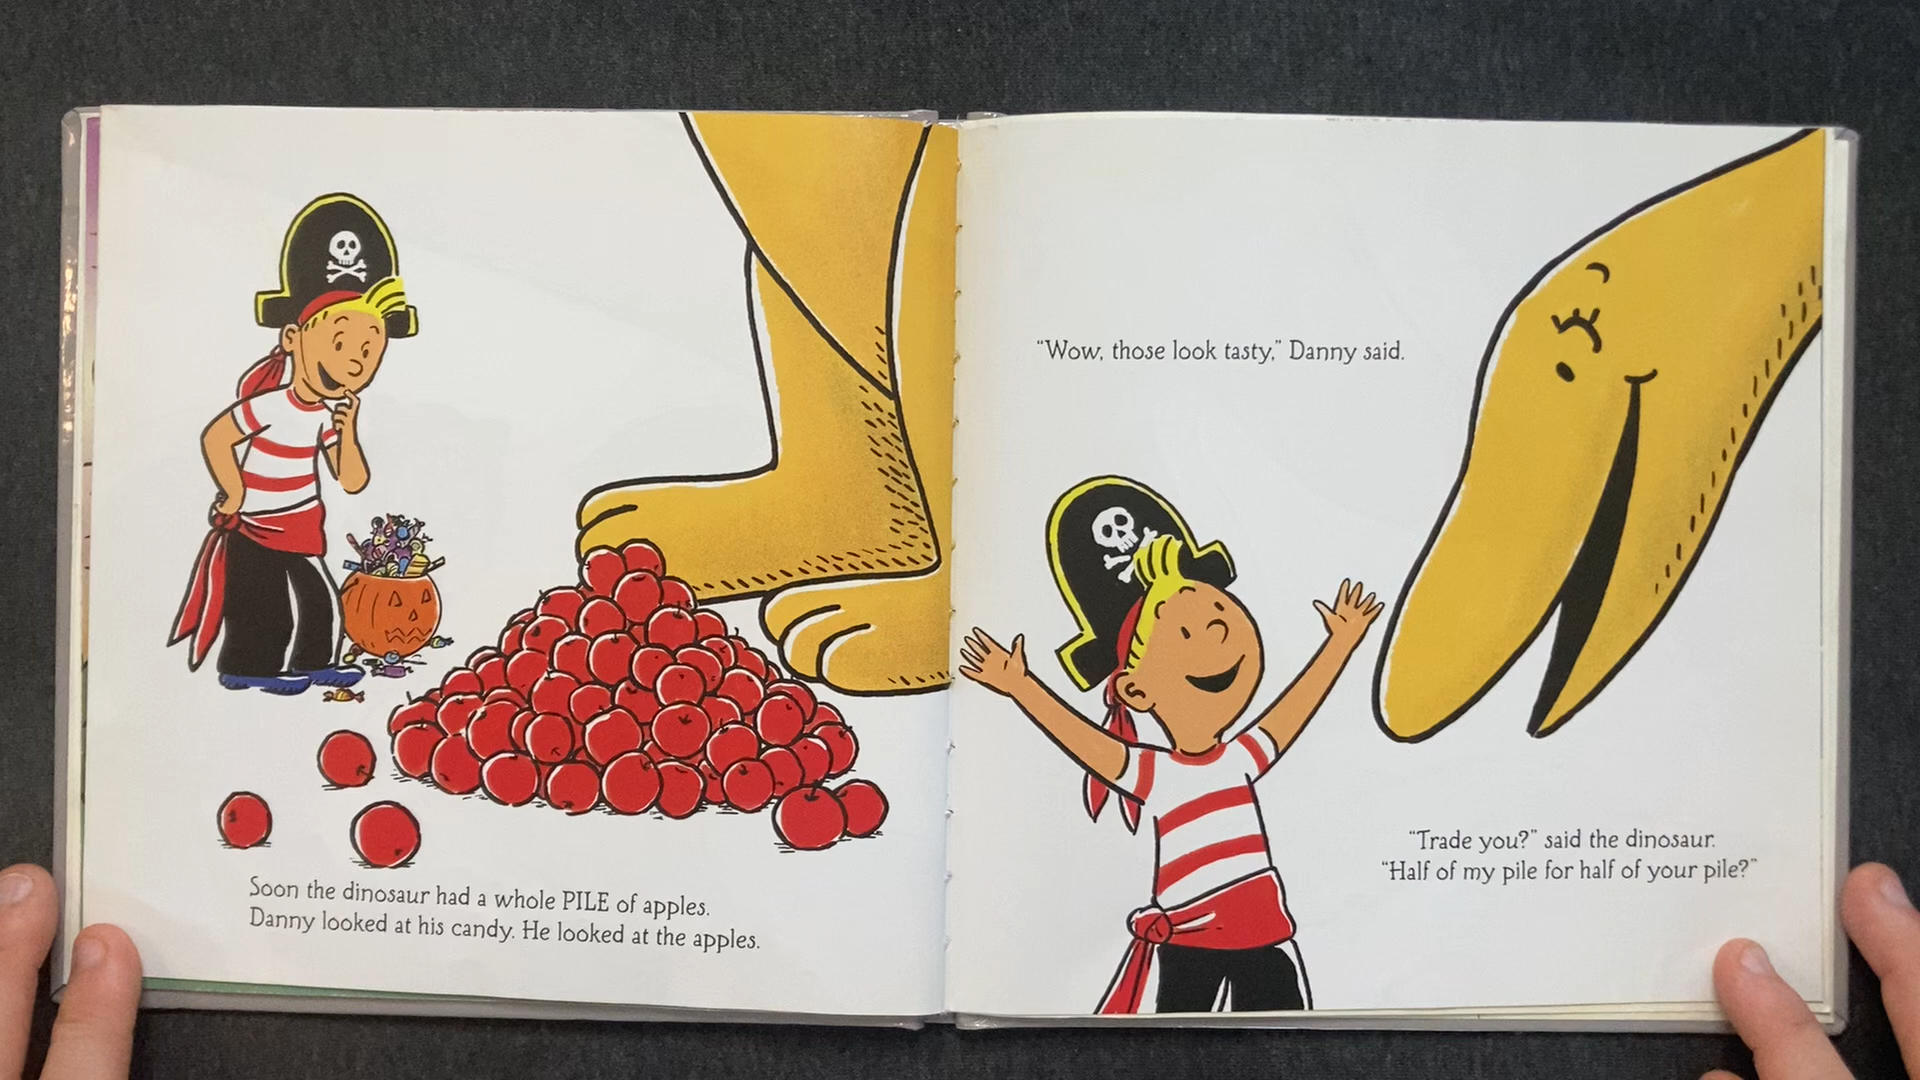 Soon the dinosaur had a whole PILE of apples.
Danny looked at his candy. He looked at the apples.
“Wow, those look tasty,” Danny said.
“Trade you?” said the dinosaur.
“Half of my pile for half of your pile?”